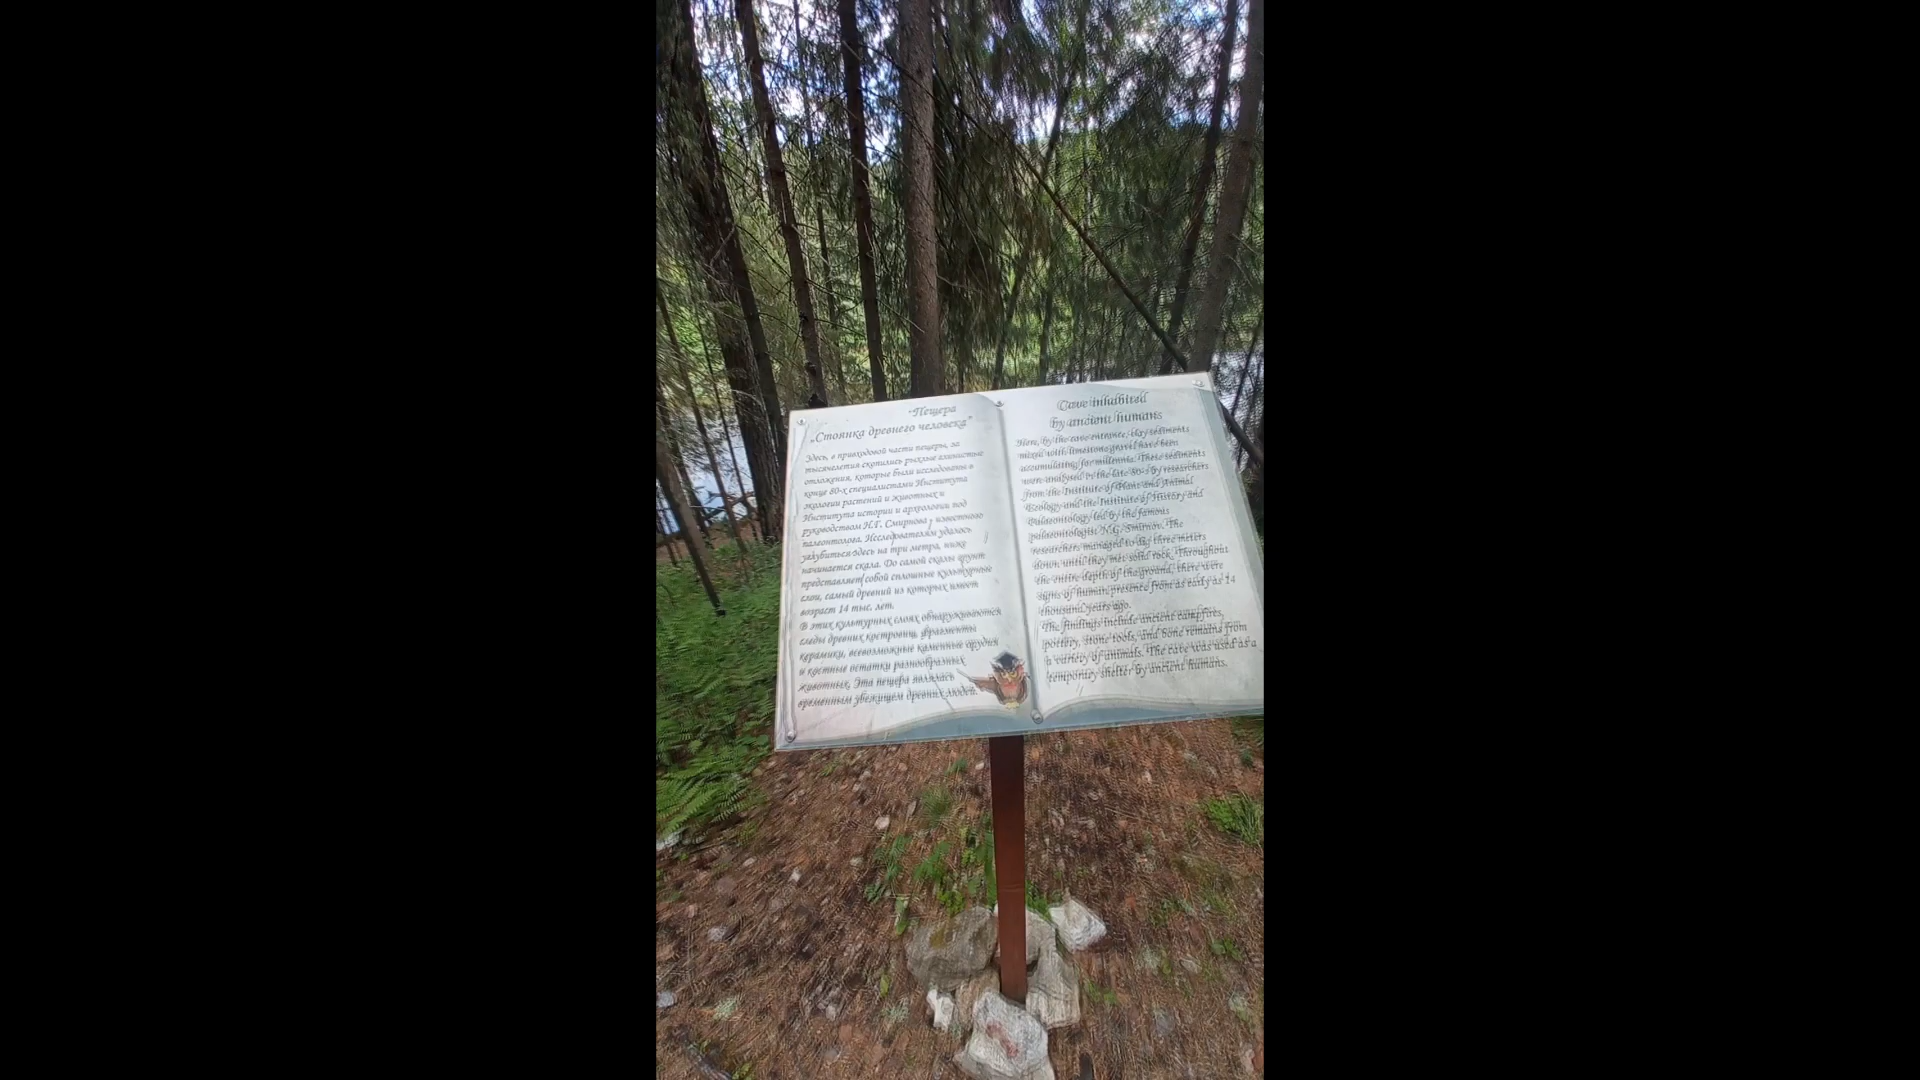 "Пещера
„Стоянка древнего человека"
Здесь, в привходовой части пещеры, за
тысячелетия скопились рыхлые глинистые
отложения, которые были исследованы в
конце 80-х специалистами Института
экологии растений и животных и
Института истории и археологии под
руководством Н.Г. Смирнова, известного
палеонтолога. Исследователям удалось
углубиться здесь на три метра, ниже
начинается скала. До самой скалы грунт
представляет собой сплошные культурные
слои, самый древний из которых имеет
возраст 14 тыс. лет.
В этих культурных слоях обнаруживаются
следы древних кострищ, фрагменты
керамики, всевозможные каменные орудия
и костные остатки разнообразных
животных. Эта пещера являлась
временным убежищем древних людей.
Cave inhabited
by ancient humans
Here, by the cave entrance, clay sediments
mixed with limestone gravel have been
accumulating for millennia. These sediments
were analysed in the late 80-s by researchers
from the Institute of Plant and Animal
Ecology and the Institute of History and
palaeontology led by the famous
palaeontologist N.G. Smirnov. The
researchers managed to dig three meters
down until they met solid rock. Throughout
the entire depth of the ground, there were
signs of human presence from as early as 14
thousand years ago.
The findings include ancient campfires,
pottery, stone tools, and bone remains from
a variety of animals. The cave was used as a
temporary shelter by ancient humans.